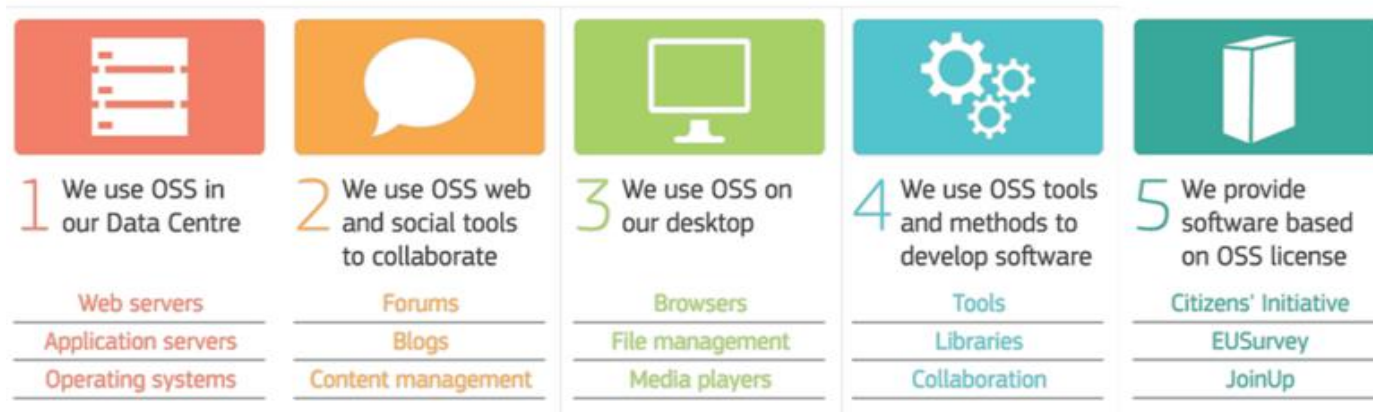 1 We use OSS in
our Data Centre
Web servers
Application servers
Operating systems
2 We use OSS web
and social tools
to collaborate
Forums
Blogs
Content management
3 We use OSS on
our desktop
Browsers
File management
Media players
4 We use OSS tools
and methods to
develop software
Tools
Libraries
Collaboration
5 We provide
software based
on OSS license
Citizens' Initiative
EUSurvey
JoinUp